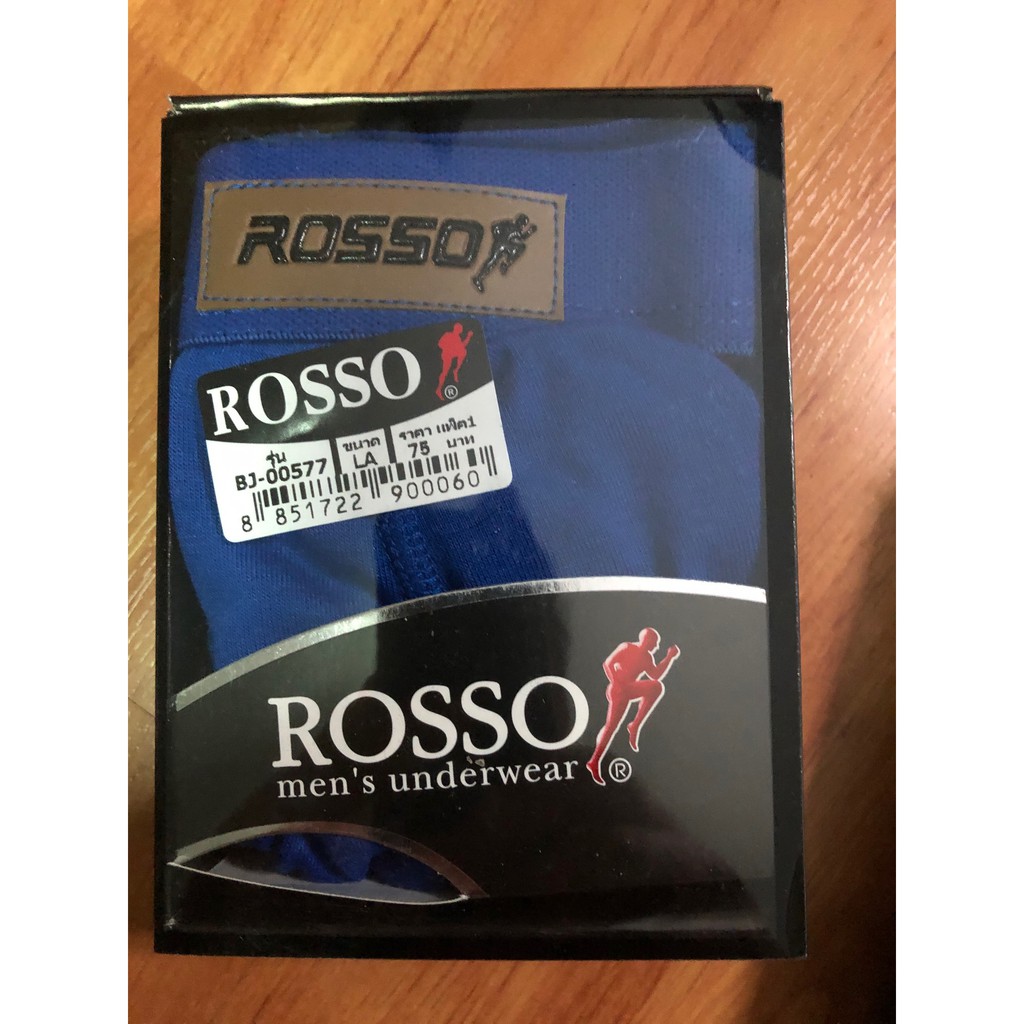 ROSSO
ROSSO ®
รุ่น ขนาด ราคา แพ็ค1
BJ-00577 LA 75 บาท
8 851722 900060
ROSSO
men's underwear ®